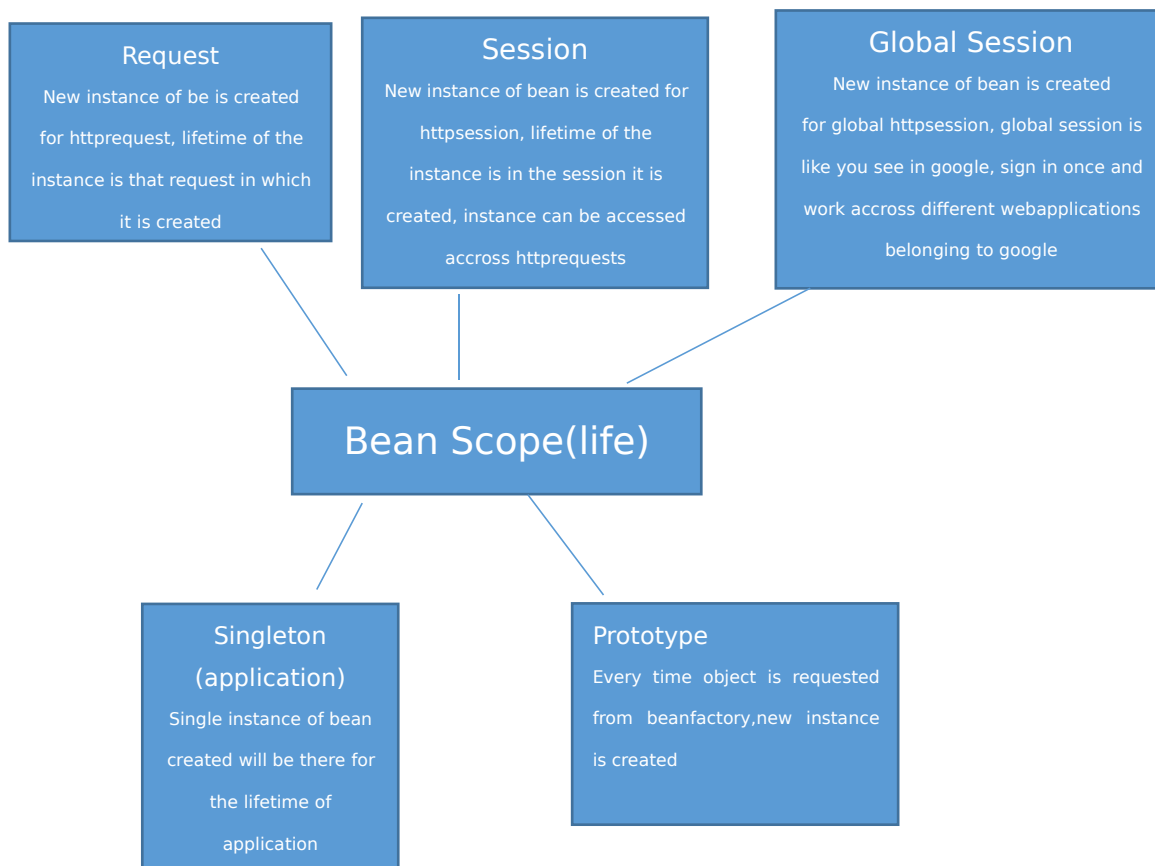 Request
New instance of be is created
for httprequest, lifetime of the
instance is that request in which
it is created
Session
New instance of bean is created for
httpsession, lifetime of the
instance is in the session it is
created, instance can be accessed
accross httprequests
Global Session
New instance of bean is created
for global httpsession, global session is
like you see in google, sign in once and
work accross different webapplications
belonging to google
Bean Scope(life)
Singleton
(application)
Single instance of bean
created will be there for
the lifetime of
application
Prototype
Every time object is requested
from beanfactory,new instance
is created